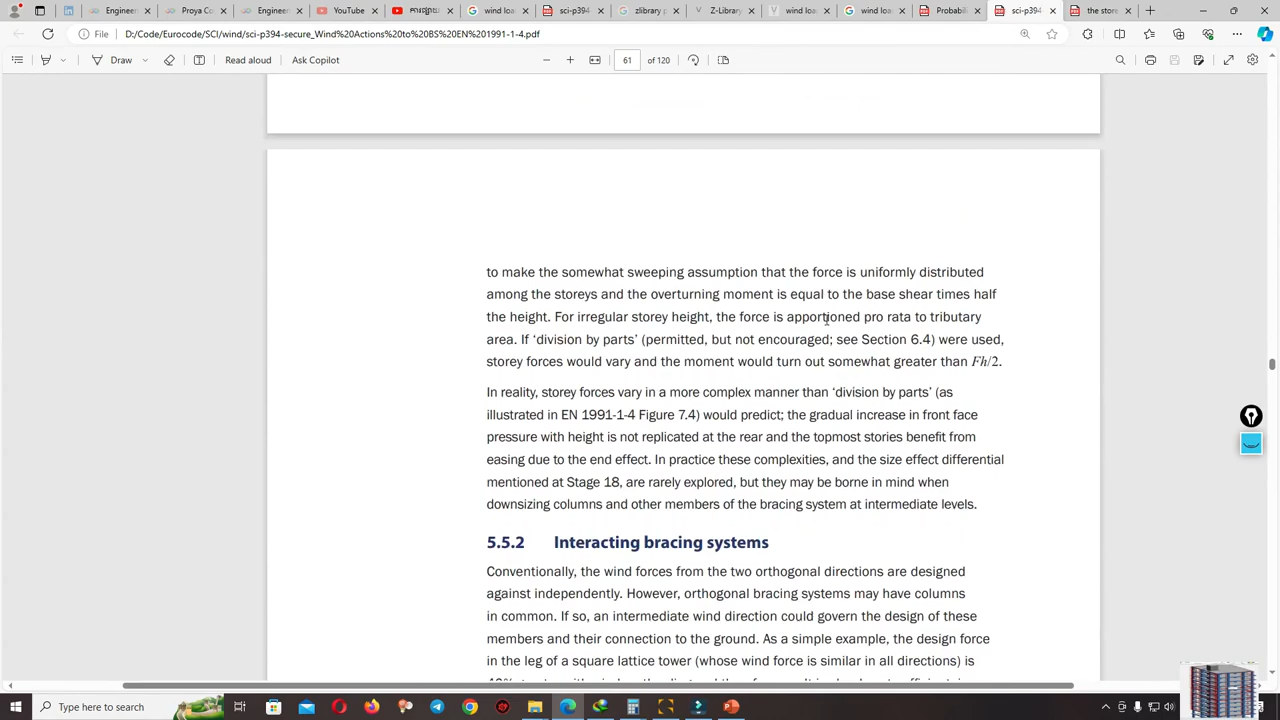 Engineeri
Proya Co
Engineeri
YouTube
wind loa
sci-p394-
zlibrary p
Z-Library
wind loa
wind loa
Probabili
sci-p394-
the store
File
D:/Code/Eurocode/SCI/wind/sci-p394-secure_Wind%20Actions%20to%20BS%20EN%201991-1-4.pdf
Draw
Read aloud
Ask Copilot
61
of 120
to make the somewhat sweeping assumption that the force is uniformly distributed
among the storeys and the overturning moment is equal to the base shear times half
the height. For irregular storey height, the force is apportioned pro rata to tributary
area. If ‘division by parts’ (permitted, but not encouraged; see Section 6.4) were used,
storey forces would vary and the moment would turn out somewhat greater than Fh/2.
In reality, storey forces vary in a more complex manner than ‘division by parts’ (as
illustrated in EN 1991-1-4 Figure 7.4) would predict; the gradual increase in front face
pressure with height is not replicated at the rear and the topmost stories benefit from
easing due to the end effect. In practice these complexities, and the size effect differential
mentioned at Stage 18, are rarely explored, but they may be borne in mind when
downsizing columns and other members of the bracing system at intermediate levels.
5.5.2 Interacting bracing systems
Conventionally, the wind forces from the two orthogonal directions are designed
against independently. However, orthogonal bracing systems may have columns
in common. If so, an intermediate wind direction could govern the design of these
members and their connection to the ground. As a simple example, the design force
in the leg of a square lattice tower (whose wind force is similar in all directions) is
Type here to search